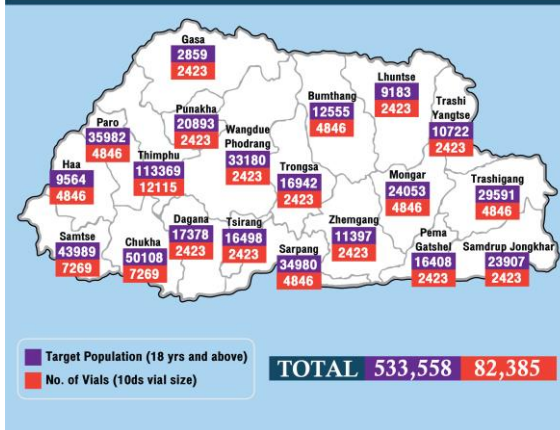 Gasa
2859
2423
Lhuntse
9183
2423
Bumthang
12555
4846
Trashi
Yangtse
10722
2423
Punakha
20893
2423
Paro
35982
4846
Wangdue
Phodrang
33180
2423
Thimphu
113369
12115
Haa
9564
4846
Trongsa
16942
2423
Mongar
24053
4846
Trashigang
29591
4846
Dagana
17378
2423
Tsirang
16498
2423
Zhemgang
11397
2423
Samtse
43989
7269
Chukha
50108
7269
Sarpang
34980
4846
Pema
Gatshel
16408
2423
Samdrup Jongkhar
23907
2423
Target Population (18 yrs and above)
No. of Vials (10ds vial size)
TOTAL 533,558 82,385